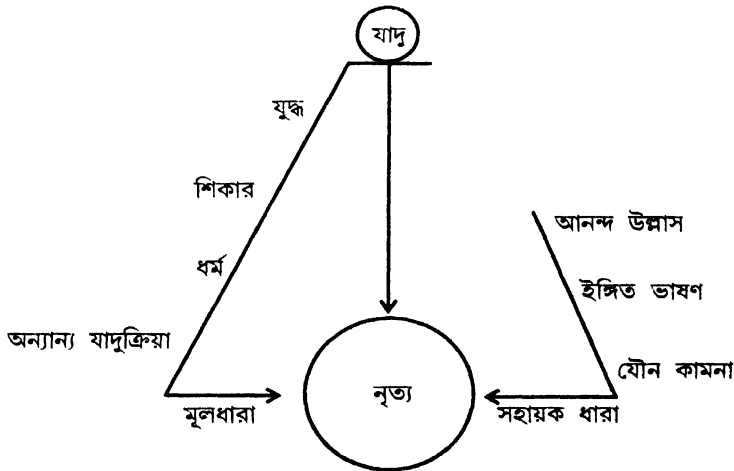 যাদু
যুদ্ধ
শিকার
আনন্দ উল্লাস
ধর্ম
ইঙ্গিত ভাষণ
অন্যান্য যাদুক্রিয়া
যৌন কামনা
নৃত্য
মূলধারা
সহায়ক ধারা